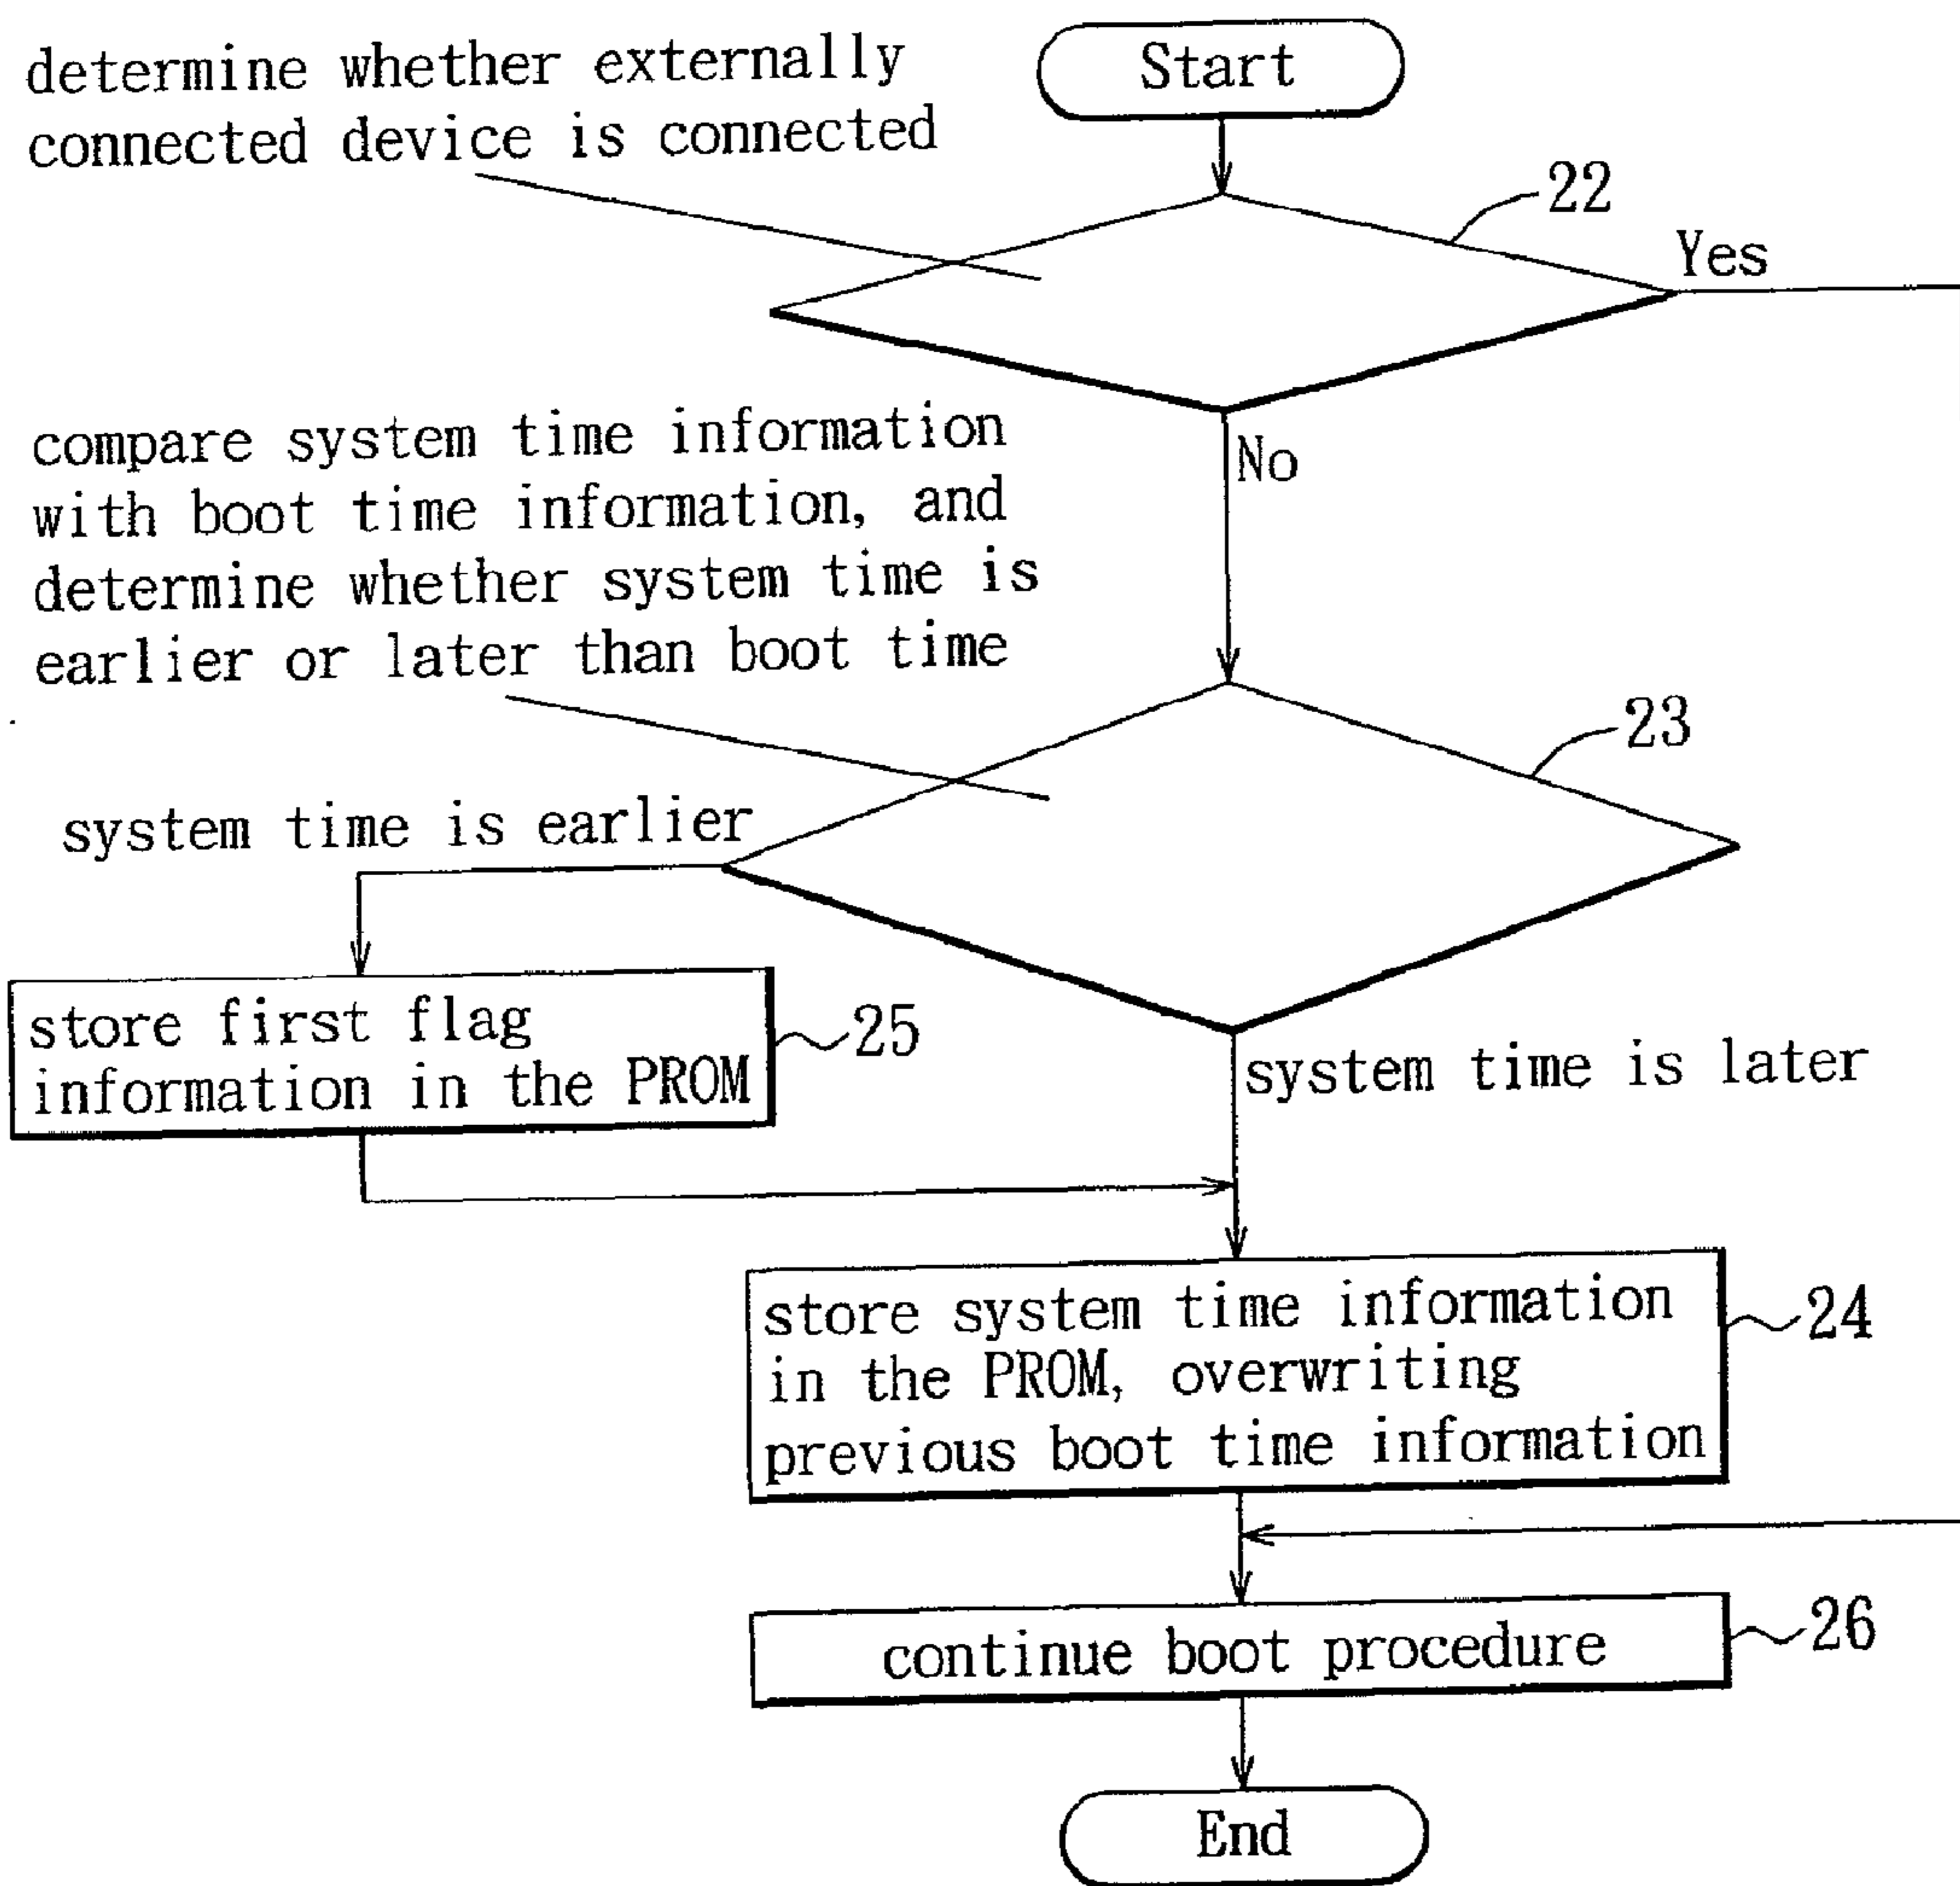 determine whether externally
connected device is connected
Start
22
Yes
No
compare system time information
with boot time information, and
determine whether system time is
earlier or later than boot time
23
system time is earlier
store first flag
information in the PROM
25
system time is later
store system time information
in the PROM, overwriting
previous boot time information
24
continue boot procedure
26
End